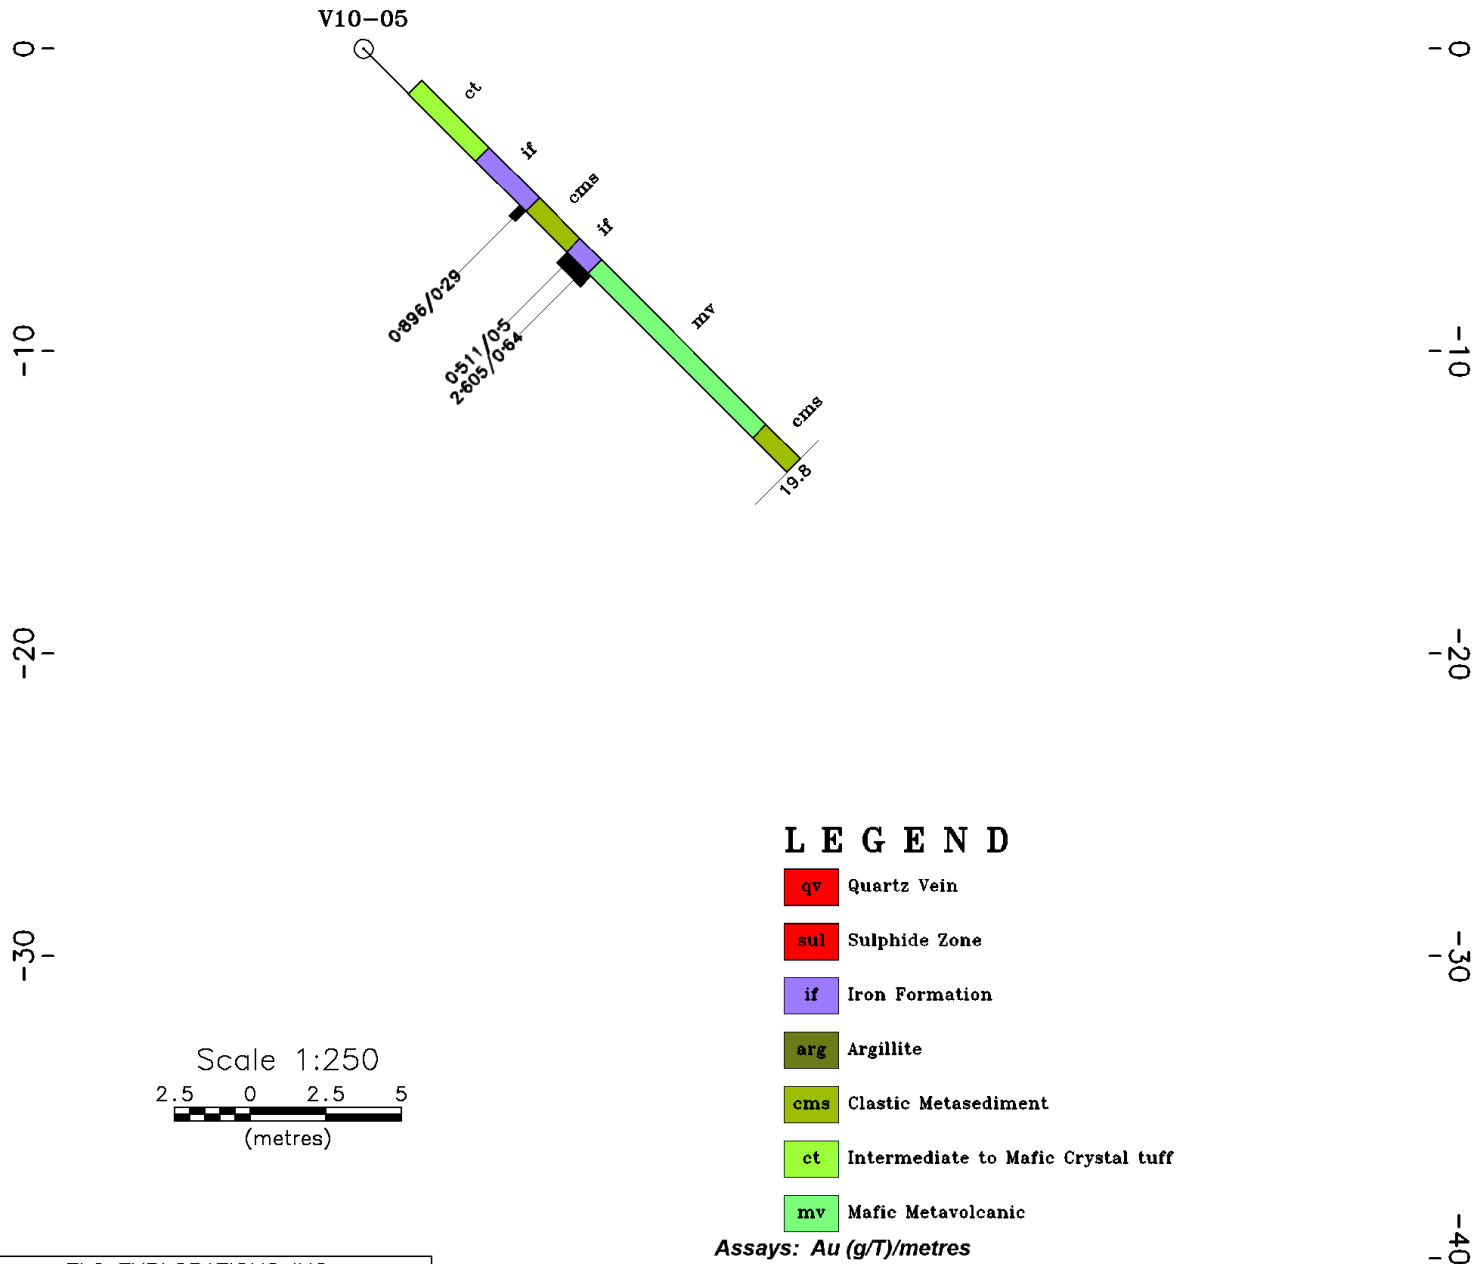 V10-05
0
0
ct
if
cms
if
0.896/0.29
mv
0.511/0.5
2.605/0.64
-10
-10
cms
19.8
-20
-20
L E G E N D
qv Quartz Vein
sul Sulphide Zone
if Iron Formation
arg Argillite
cms Clastic Metasediment
ct Intermediate to Mafic Crystal tuff
mv Mafic Metavolcanic
Assays: Au (g/T)/metres
-30
-30
Scale 1:250
2.5 0 2.5 5
(metres)
-40